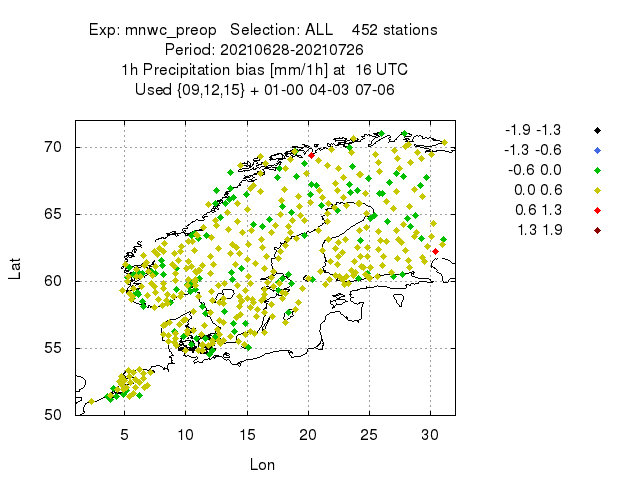 Exp: mnwc_preop Selection: ALL 452 stations
Period: 20210628-20210726
1h Precipitation bias [mm/1h] at 16 UTC
Used {09,12,15} + 01-00 04-03 07-06
-1.9 -1.3
-1.3 -0.6
-0.6 0.0
0.0 0.6
0.6 1.3
1.3 1.9
70
65
60
55
50
Lat
5 10 15 20 25 30
Lon